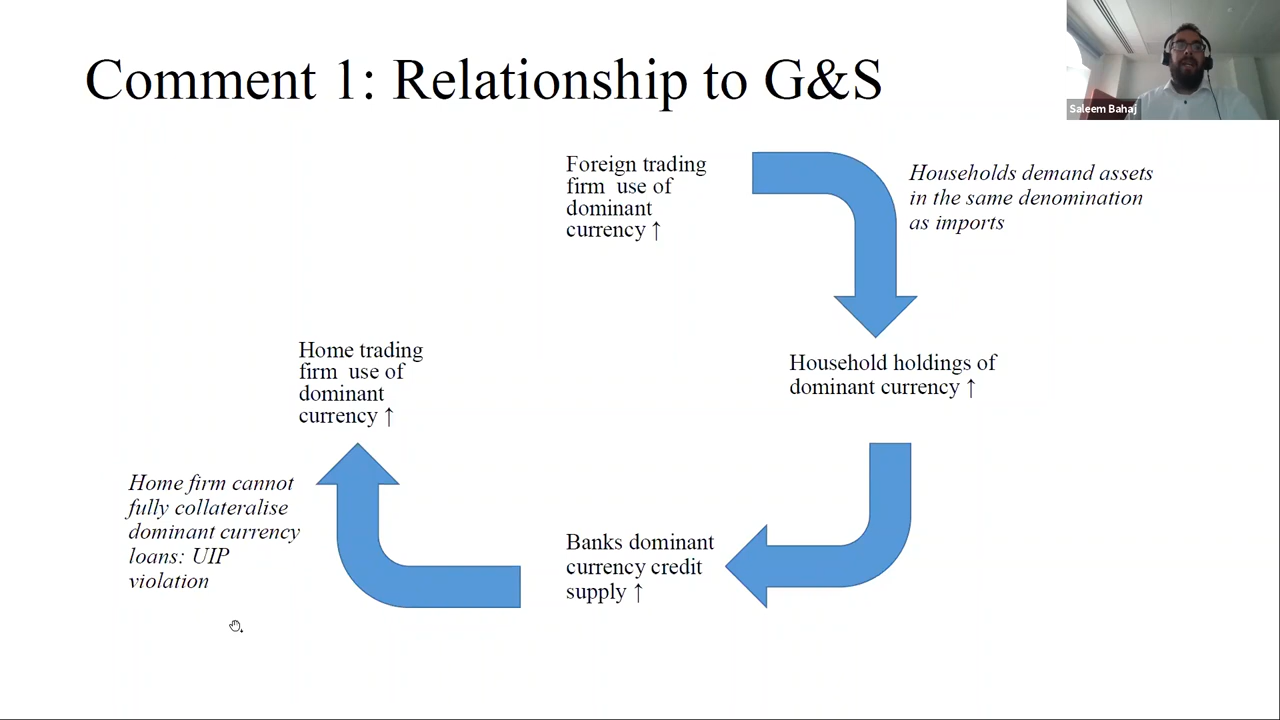 Comment 1: Relationship to G&S
Saleem Bahaj
Foreign trading
firm use of
dominant
currency ↑
Households demand assets
in the same denomination
as imports
Household holdings of
dominant currency ↑
Home trading
firm use of
dominant
currency ↑
Home firm cannot
fully collateralise
dominant currency
loans: UIP
violation
Banks dominant
currency credit
supply ↑